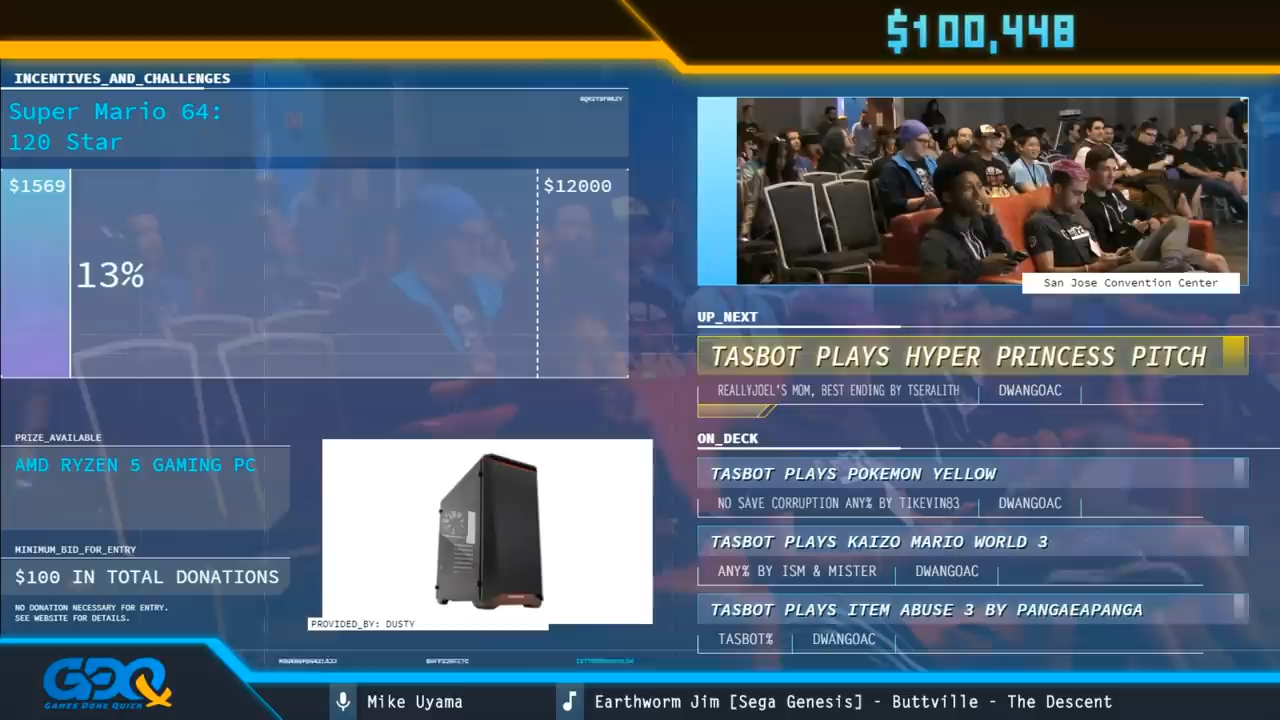 $100,448
INCENTIVES_AND_CHALLENGES
Super Mario 64:
120 Star
$1569
$12000
13%
San Jose Convention Center
UP_NEXT
TASBOT PLAYS HYPER PRINCESS PITCH
REALLYJOEL'S MOM, BEST ENDING BY TSERALITH
DWANGOAC
ON_DECK
TASBOT PLAYS POKEMON YELLOW
NO SAVE CORRUPTION ANY% BY TIKEVIN83
DWANGOAC
TASBOT PLAYS KAIZO MARIO WORLD 3
ANY% BY ISM & MISTER
DWANGOAC
TASBOT PLAYS ITEM ABUSE 3 BY PANGAEAPANGA
TASBOT%
DWANGOAC
PRIZE_AVAILABLE
AMD RYZEN 5 GAMING PC
MINIMUM_BID_FOR_ENTRY
$100 IN TOTAL DONATIONS
NO DONATION NECESSARY FOR ENTRY.
SEE WEBSITE FOR DETAILS.
PROVIDED_BY: DUSTY
GDQ
GAMES DONE QUICK
Mike Uyama
Earthworm Jim [Sega Genesis] - Buttville - The Descent